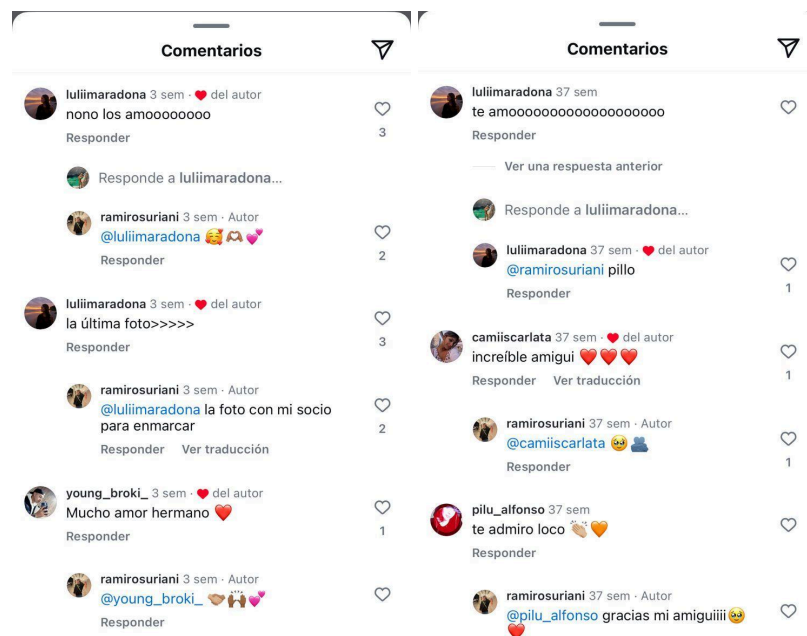 Comentarios
luliimaradona 3 sem · ❤️ del autor
nono los amoooooooo
Responder
3
Responde a luliimaradona...
ramirosuriani 3 sem · Autor
@luliimaradona 🥰🫶🏽💕
Responder
2
luliimaradona 3 sem · ❤️ del autor
la última foto>>>>>
Responder
3
ramirosuriani 3 sem · Autor
@luliimaradona la foto con mi socio
para enmarcar
Responder Ver traducción
2
young_broki_ 3 sem · ❤️ del autor
Mucho amor hermano ❤️
Responder
1
ramirosuriani 3 sem · Autor
@young_broki_ 🤝🏽🙌🏽💕
Responder
Comentarios
luliimaradona 37 sem
te amooooooooooooooooooo
Responder
Ver una respuesta anterior
Responde a luliimaradona...
luliimaradona 37 sem · ❤️ del autor
@ramirosuriani pillo
Responder
1
camiiscarlata 37 sem · ❤️ del autor
increíble amigui ❤️❤️❤️
Responder Ver traducción
1
ramirosuriani 37 sem · Autor
@camiiscarlata 🥹🫂
Responder
1
pilu_alfonso 37 sem
te admiro loco 👏🏼🧡
Responder
ramirosuriani 37 sem · Autor
@pilu_alfonso gracias mi amiguiiii🥹
❤️